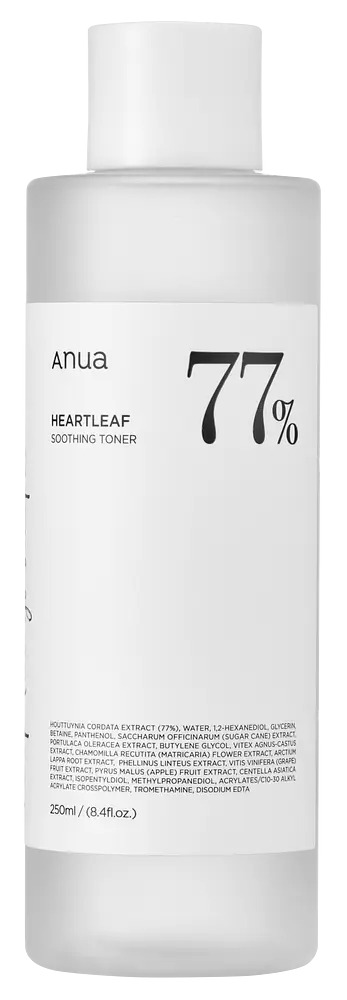 Anua
77%
HEARTLEAF
SOOTHING TONER
HOUTTUYNIA CORDATA EXTRACT (77%), WATER, 1,2-HEXANEDIOL, GLYCERIN,
BETAINE, PANTHENOL, SACCHARUM OFFICINARUM (SUGAR CANE) EXTRACT,
PORTULACA OLERACEA EXTRACT, BUTYLENE GLYCOL, VITEX AGNUS-CASTUS
EXTRACT, CHAMOMILLA RECUTITA (MATRICARIA) FLOWER EXTRACT, ARCTIUM
LAPPA ROOT EXTRACT, PHELLINUS LINTEUS EXTRACT, VITIS VINIFERA (GRAPE)
FRUIT EXTRACT, PYRUS MALUS (APPLE) FRUIT EXTRACT, CENTELLA ASIATICA
EXTRACT, ISOPENTYLDIOL, METHYLPROPANEDIOL, ACRYLATES/C10-30 ALKYL
ACRYLATE CROSSPOLYMER, TROMETHAMINE, DISODIUM EDTA
250ml / (8.4fl.oz.)